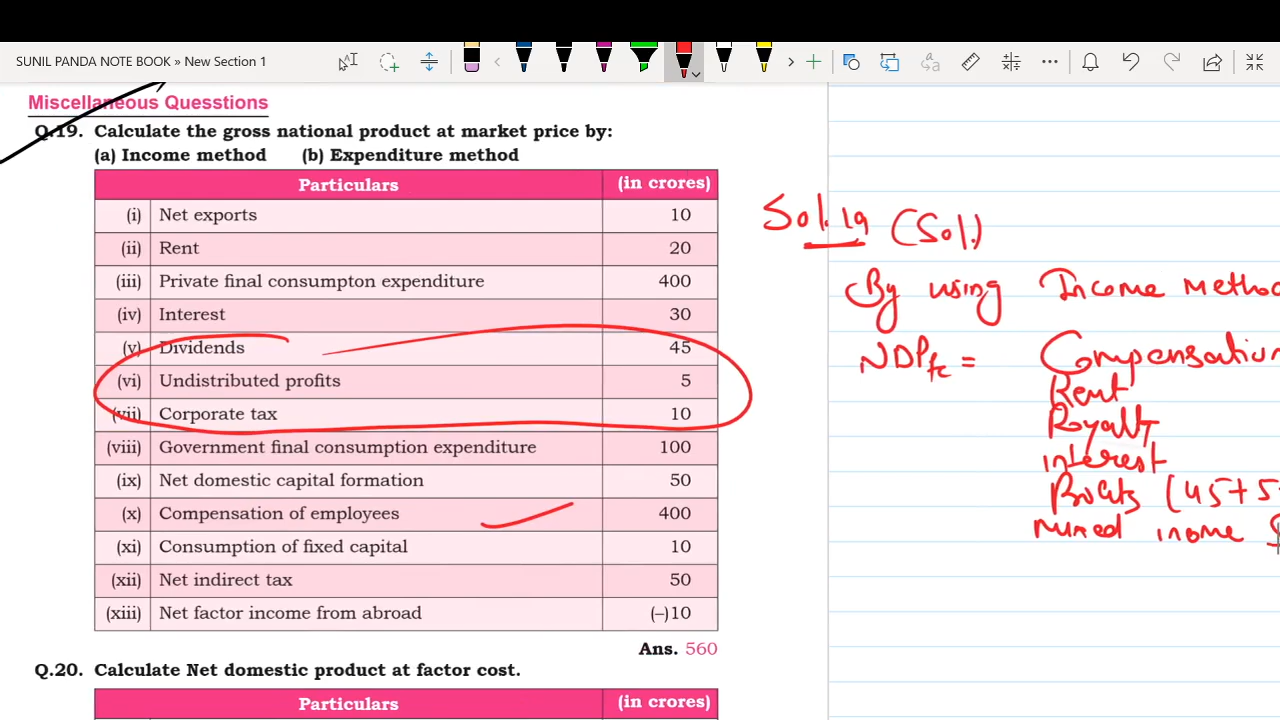 SUNIL PANDA NOTE BOOK » New Section 1
Miscellaneous Quesstions
Q.19. Calculate the gross national product at market price by:
(a) Income method (b) Expenditure method
Particulars (in crores)
(i) Net exports 10
(ii) Rent 20
(iii) Private final consumpton expenditure 400
(iv) Interest 30
(v) Dividends 45
(vi) Undistributed profits 5
(vii) Corporate tax 10
(viii) Government final consumption expenditure 100
(ix) Net domestic capital formation 50
(x) Compensation of employees 400
(xi) Consumption of fixed capital 10
(xii) Net indirect tax 50
(xiii) Net factor income from abroad (–)10
Ans. 560
Q.20. Calculate Net domestic product at factor cost.
Particulars (in crores)
Sol.19 (Sol.)
By using Income Metho
NDPfc = Compensation
Rent
Royalty
interest
Profits (45+5
mixed income